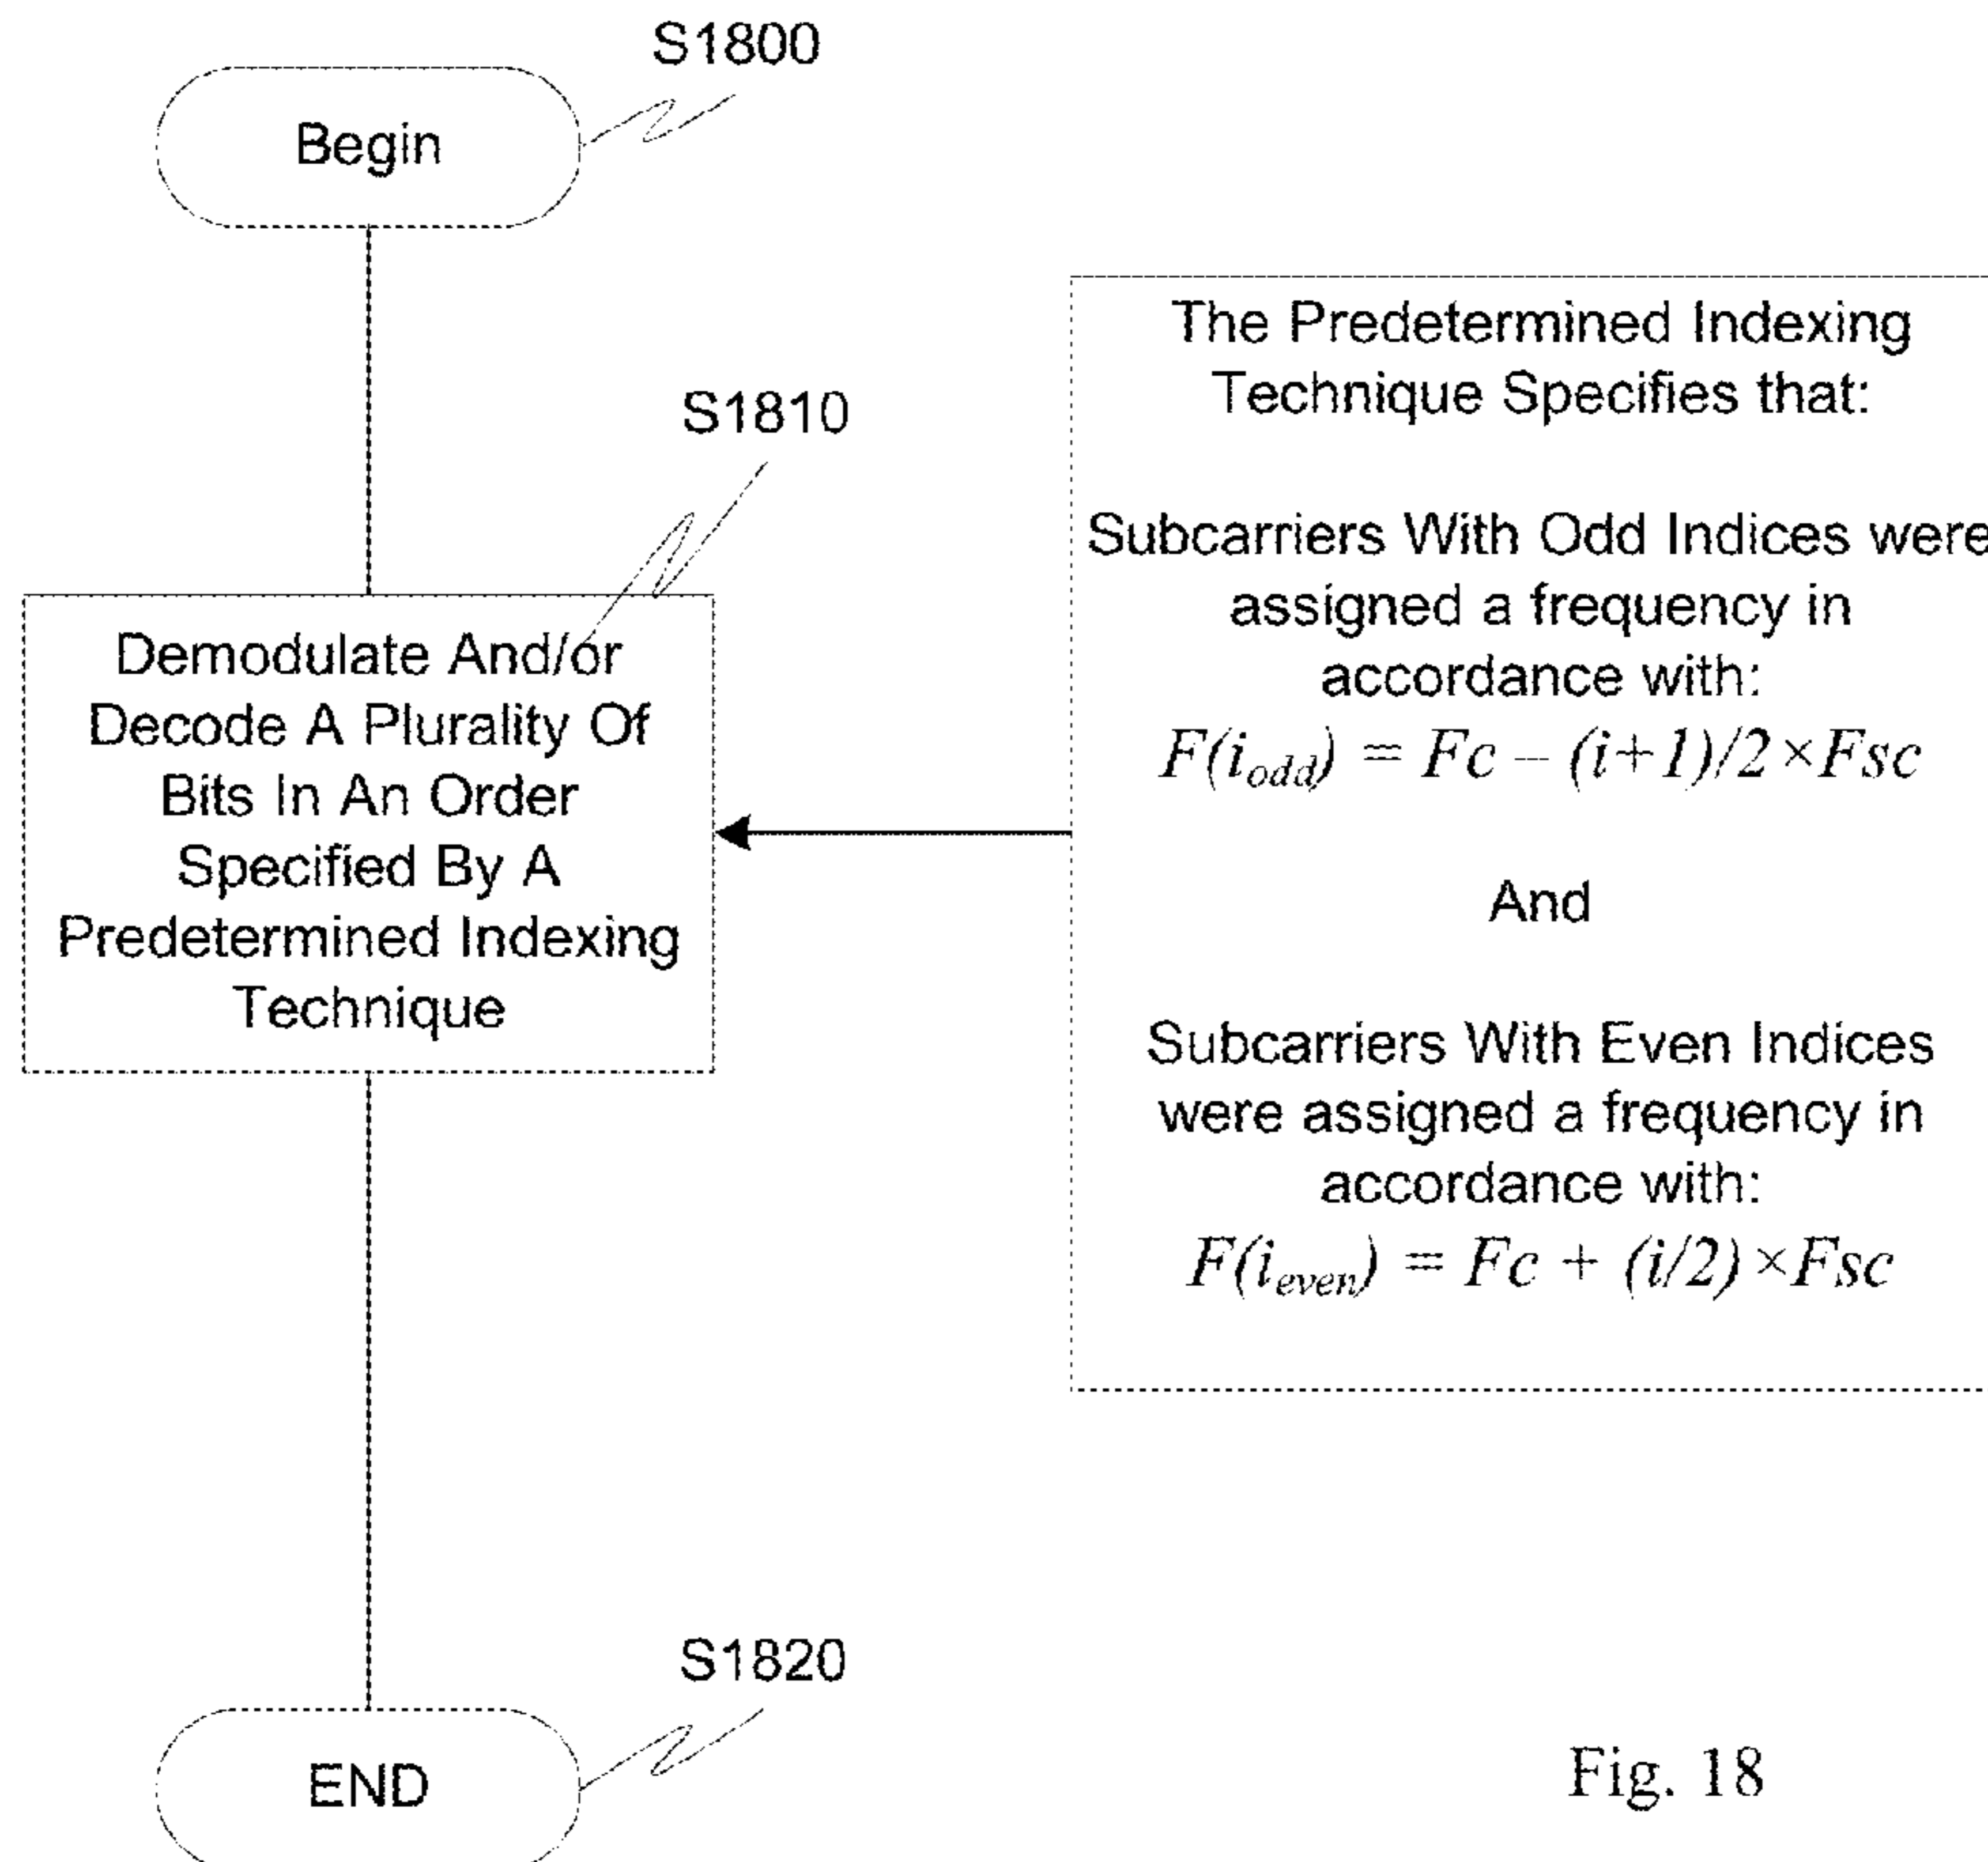 S1800
Begin
S1810
Demodulate And/or
Decode A Plurality Of
Bits In An Order
Specified By A
Predetermined Indexing
Technique
The Predetermined Indexing
Technique Specifies that:
Subcarriers With Odd Indices were
assigned a frequency in
accordance with:
F(i_odd) = Fc – (i+1)/2×Fsc
And
Subcarriers With Even Indices
were assigned a frequency in
accordance with:
F(i_even) = Fc + (i/2)×Fsc
S1820
END
Fig. 18